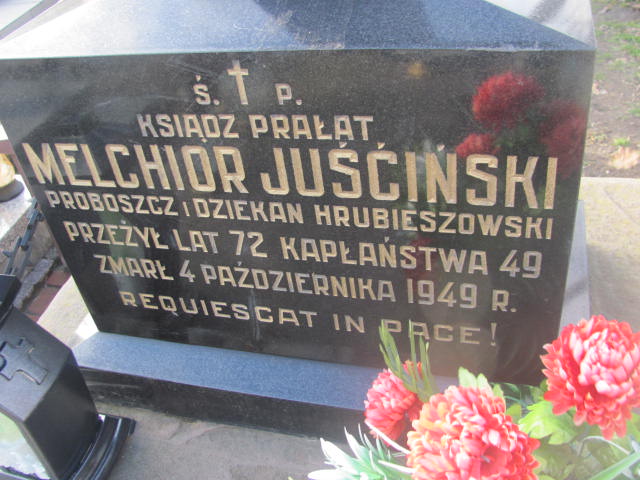 Ś. † P.
KSIĄDZ PRAŁAT
MELCHIOR JUŚCIŃSKI
PROBOSZCZ i DZIEKAN HRUBIESZOWSKI
PRZEŻYŁ LAT 72 KAPŁAŃSTWA 49
ZMARŁ 4 PAŹDZIERNIKA 1949 R.
REQUIESCAT IN PACE!